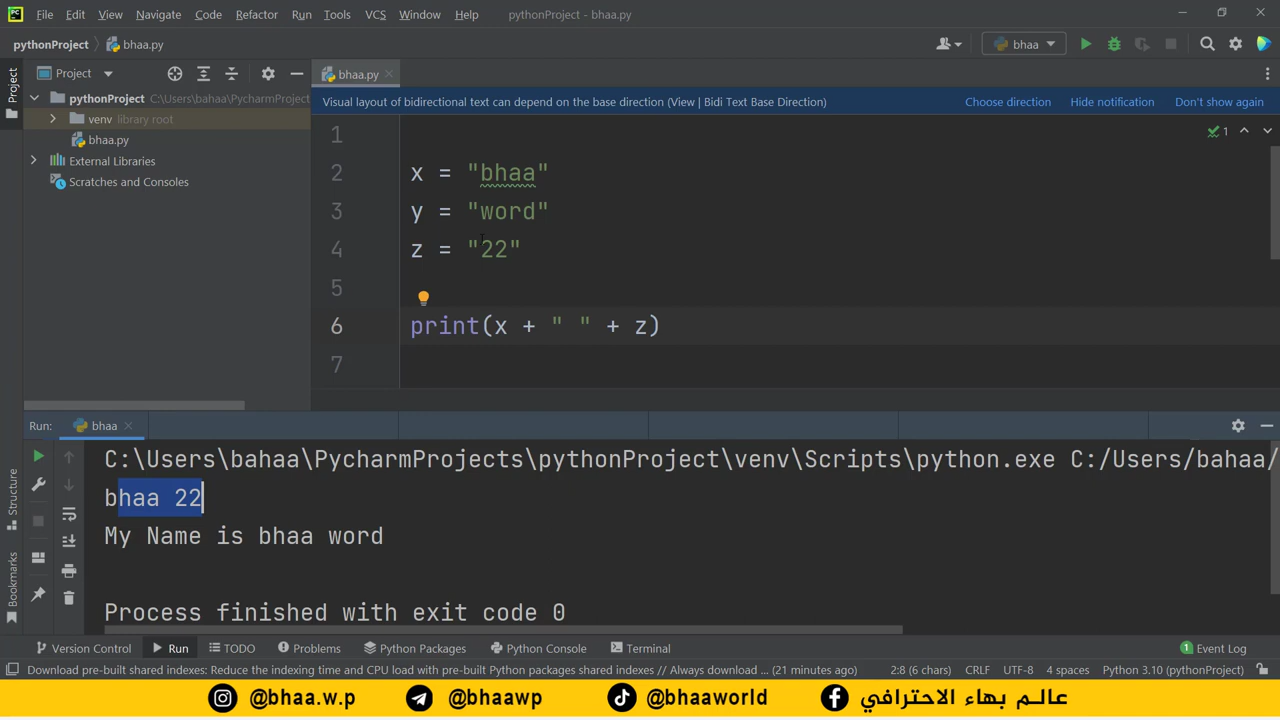 File Edit View Navigate Code Refactor Run Tools VCS Window Help pythonProject - bhaa.py
pythonProject bhaa.py bhaa
Project bhaa.py
pythonProject C:\Users\bahaa\PycharmProject
Visual layout of bidirectional text can depend on the base direction (View | Bidi Text Base Direction) Choose direction Hide notification Don't show again
venv library root
bhaa.py
External Libraries
Scratches and Consoles
Project
1
1
2 x = "bhaa"
3 y = "word"
4 z = "22"
5
6 print(x + " " + z)
7
Run: bhaa
C:\Users\bahaa\PycharmProjects\pythonProject\venv\Scripts\python.exe C:/Users/bahaa/
bhaa 22
My Name is bhaa word
Process finished with exit code 0
Structure
Bookmarks
Version Control Run TODO Problems Python Packages Python Console Terminal 1 Event Log
Download pre-built shared indexes: Reduce the indexing time and CPU load with pre-built Python packages shared indexes // Always download ... (21 minutes ago) 2:8 (6 chars) CRLF UTF-8 4 spaces Python 3.10 (pythonProject)
@bhaa.w.p @bhaawp @bhaaworld عالم بهاء الاحترافي